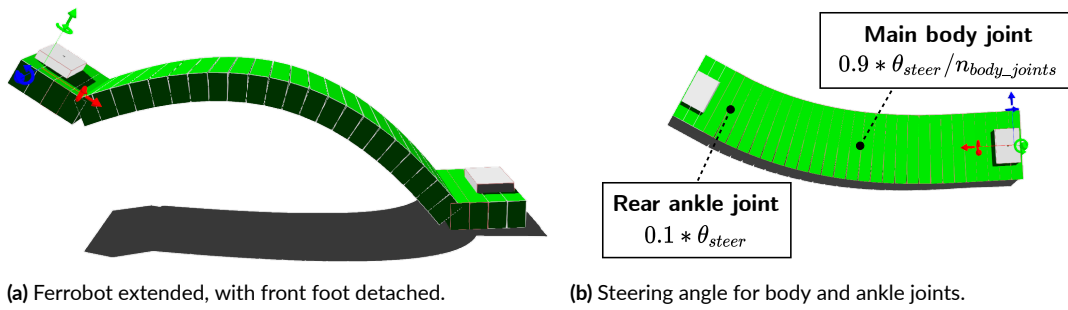 Main body joint
0.9 ∗ θ_steer/n_body_joints
Rear ankle joint
0.1 ∗ θ_steer
(a) Ferrobot extended, with front foot detached.
(b) Steering angle for body and ankle joints.